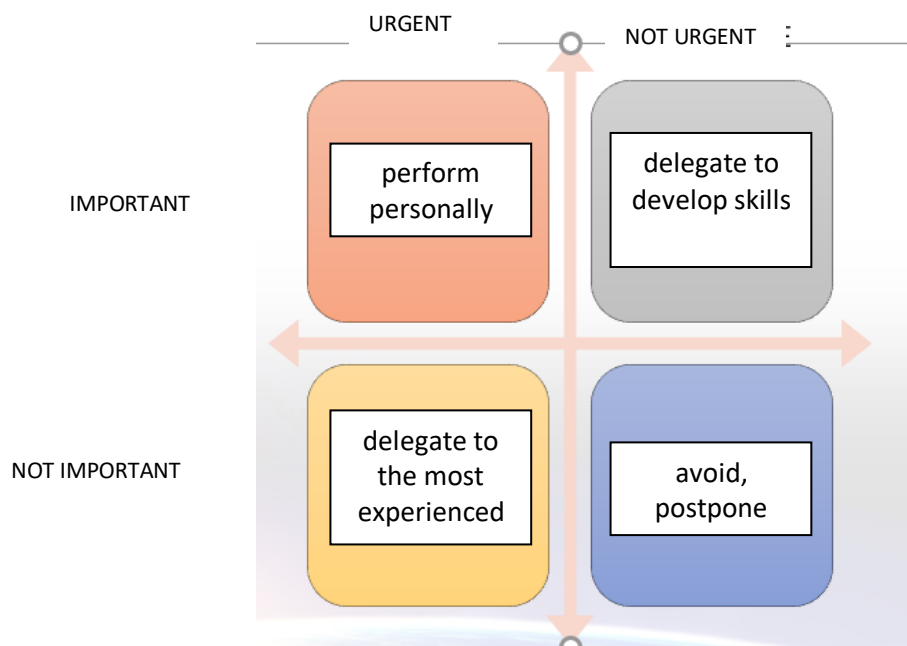 URGENT
NOT URGENT
IMPORTANT
perform
personally
delegate to
develop skills
NOT IMPORTANT
delegate to
the most
experienced
avoid,
postpone